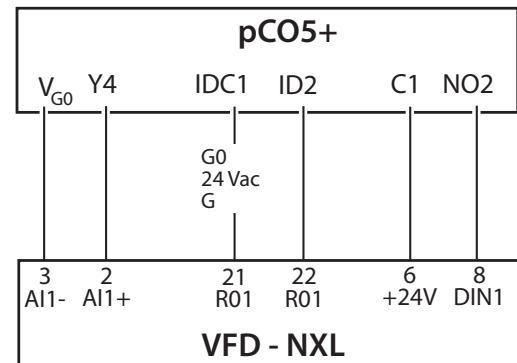 pCO5+
VG0 Y4 IDC1 ID2 C1 NO2
G0
24 Vac
G
3 2 21 22 6 8
AI1- AI1+ R01 R01 +24V DIN1
VFD - NXL